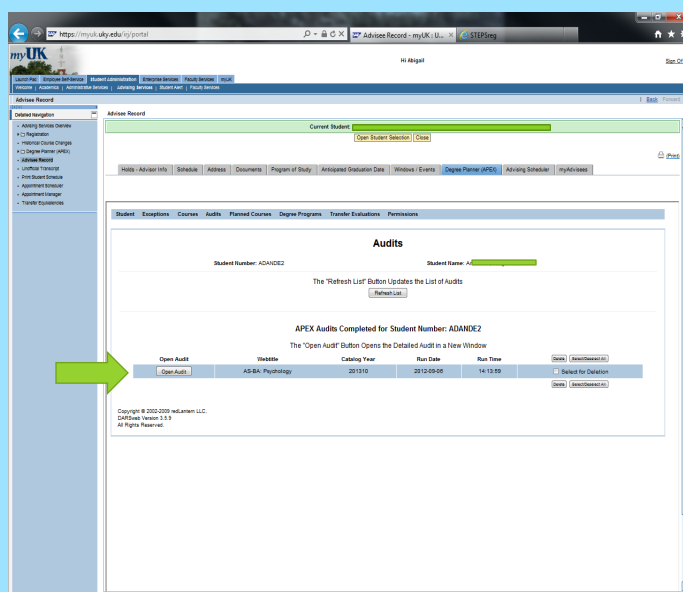 https://myuk.uky.edu/irj/portal
Advisee Record - myUK : U...
STEPSreg
myUK
Hi Abigail
Sign Of
Launch Pad Employee Self-Service Student Administration Enterprise Services Faculty Services myUK
Welcome | Academics | Administrative Services | Advising Services | Student Alert | Faculty Services
Advisee Record
Back Forward
Detailed Navigation
Advisee Record
Advising Services Overview
Registration
Historical Course Changes
Degree Planner (APEX)
Advisee Record
Unofficial Transcript
Print Student Schedule
Appointment Scheduler
Appointment Manager
Transfer Equivalencies
Current Student:
Open Student Selection Close
(Print
Holds - Advisor Info Schedule Address Documents Program of Study Anticipated Graduation Date Windows / Events Degree Planner (APEX) Advising Scheduler myAdvisees
Student Exceptions Courses Audits Planned Courses Degree Programs Transfer Evaluations Permissions
Audits
Student Number: ADANDE2 Student Name:
The "Refresh List" Button Updates the List of Audits
Refresh List
APEX Audits Completed for Student Number: ADANDE2
The "Open Audit" Button Opens the Detailed Audit in a New Window
Open Audit Webtitle Catalog Year Run Date Run Time Delete Select/Deselect All
Open Audit AS-BA: Psychology 201310 2012-09-06 14:13:59 Select for Deletion
Delete Select/Deselect All
Copyright © 2002-2009 redLantern LLC.
DARSweb Version 3.5.9
All Rights Reserved.